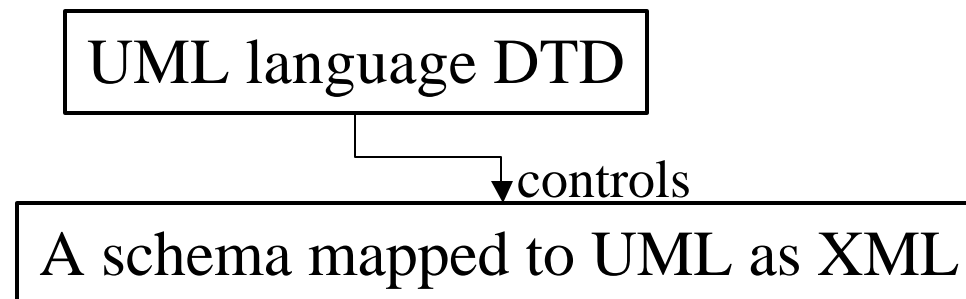 UML language DTD
controls
A schema mapped to UML as XML